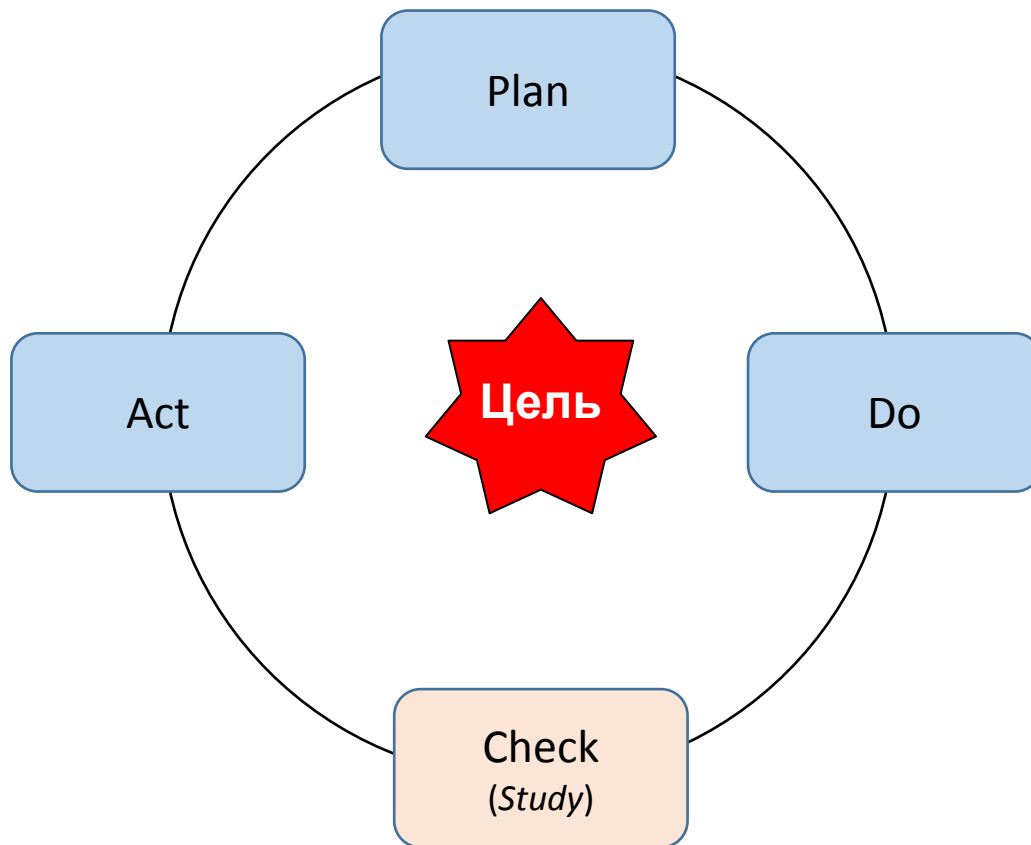 Plan
Act
Цель
Do
Check
(Study)